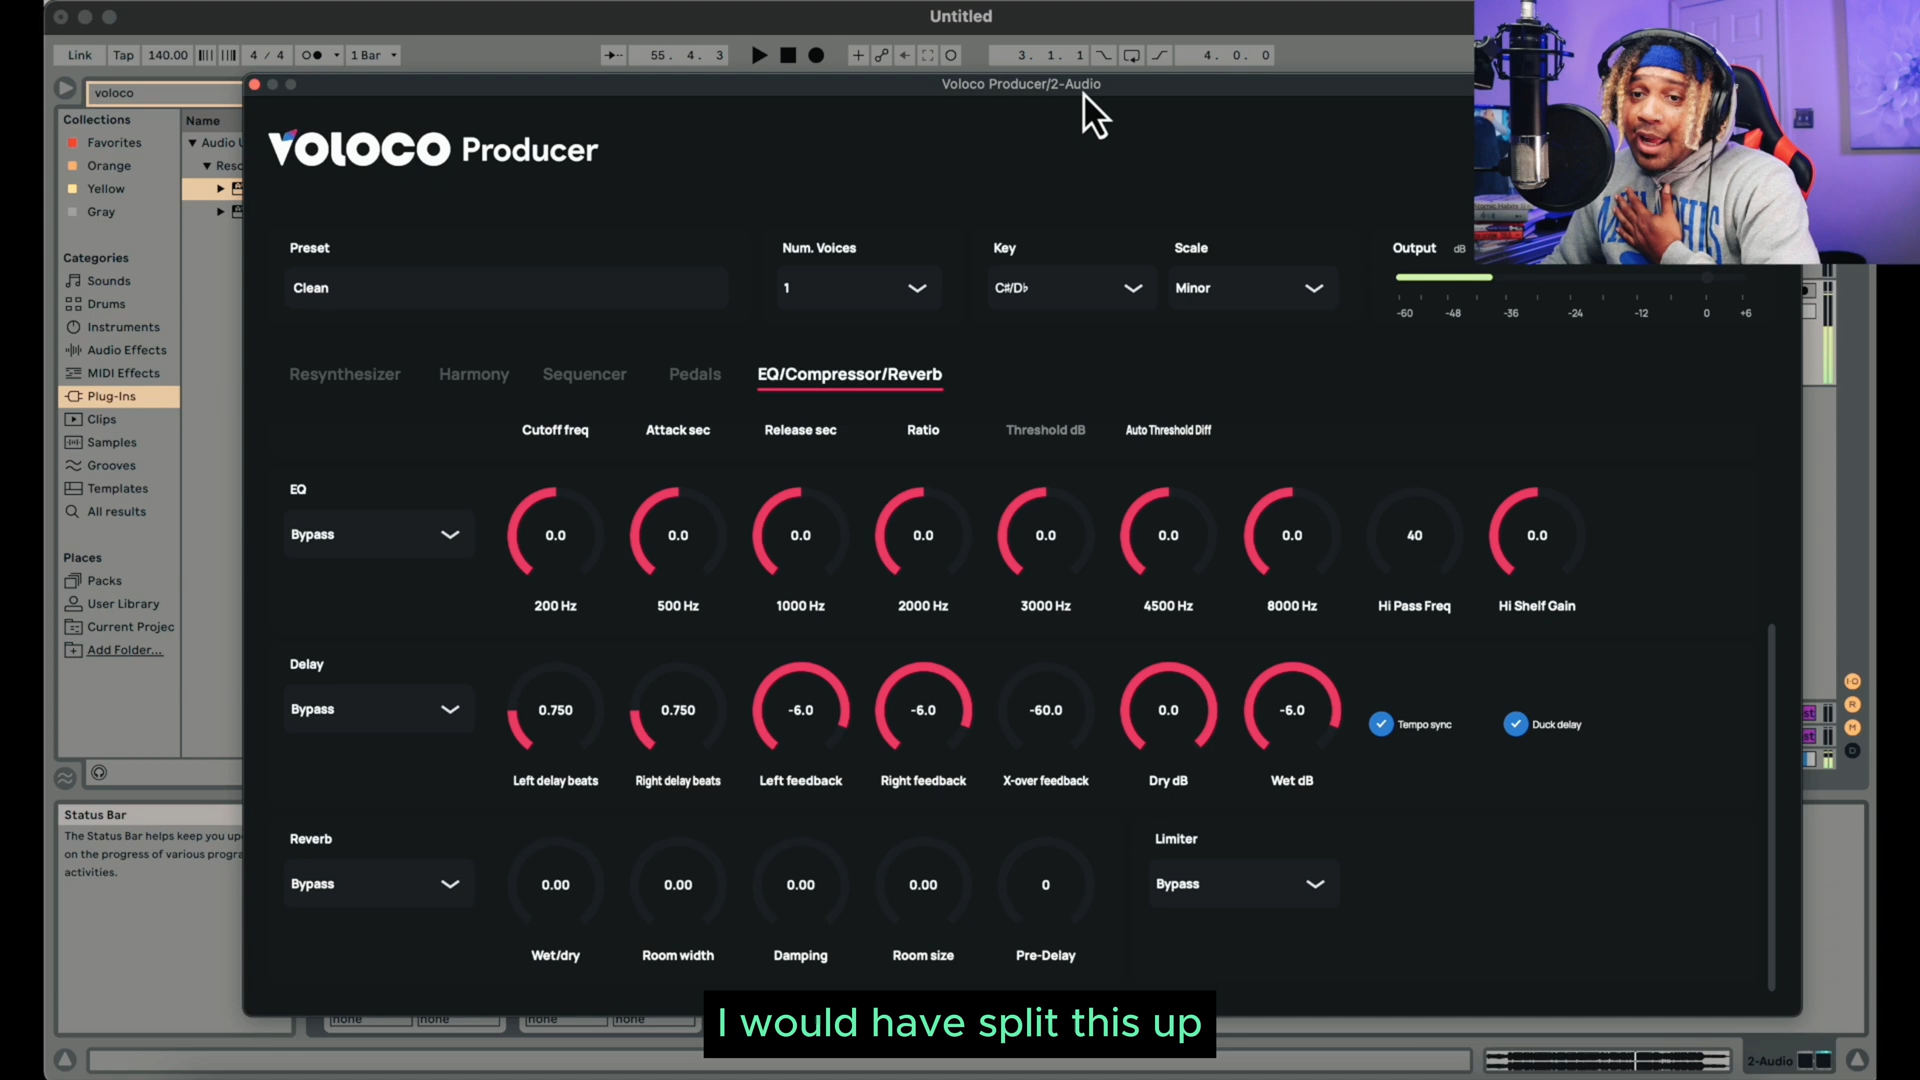 Untitled
Link Tap 140.00 4 / 4 1 Bar 55. 4. 3 3. 1. 1 4. 0. 0
voloco
Voloco Producer/2-Audio
Collections
Favorites
Orange
Yellow
Gray
Name
Audio
Categories
Sounds
Drums
Instruments
Audio Effects
MIDI Effects
Plug-Ins
Clips
Samples
Grooves
Templates
All results
Places
Packs
User Library
Current Projec
Add Folder...
Status Bar
The Status Bar helps keep you
on the progress of various progra
activities.
VOLOCO Producer
Preset
Num. Voices
Key
Scale
Output dB
Clean
1
C#/D♭
Minor
-60 -48 -36 -24 -12 0 +6
Resynthesizer Harmony Sequencer Pedals EQ/Compressor/Reverb
Cutoff freq Attack sec Release sec Ratio Threshold dB Auto Threshold Diff
EQ
Bypass
0.0 0.0 0.0 0.0 0.0 0.0 0.0 40 0.0
200 Hz 500 Hz 1000 Hz 2000 Hz 3000 Hz 4500 Hz 8000 Hz Hi Pass Freq Hi Shelf Gain
Delay
Bypass
0.750 0.750 -6.0 -6.0 -60.0 0.0 -6.0 Tempo sync Duck delay
Left delay beats Right delay beats Left feedback Right feedback X-over feedback Dry dB Wet dB
Reverb
Bypass
0.00 0.00 0.00 0.00 0
Wet/dry Room width Damping Room size Pre-Delay
Limiter
Bypass
none none none none
I would have split this up
2-Audio
MEMPHIS